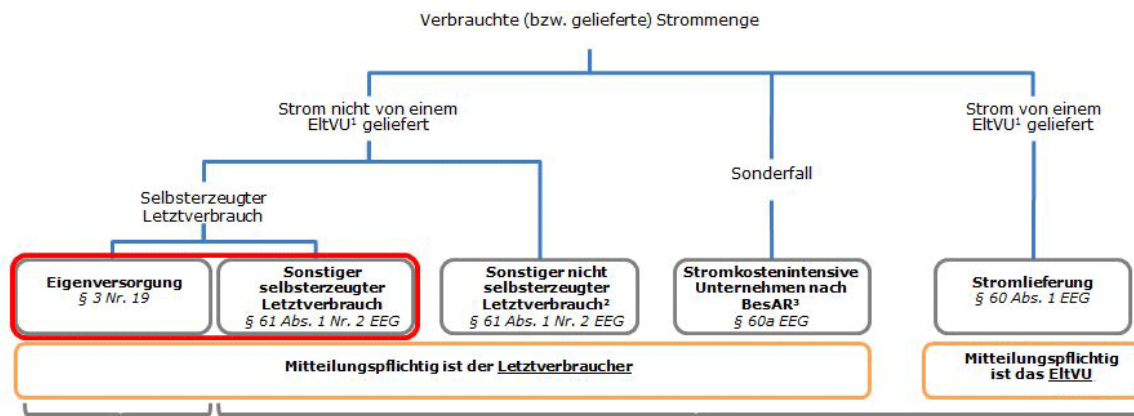 Verbrauchte (bzw. gelieferte) Strommenge
Strom nicht von einem
EltVU¹ geliefert
Strom von einem
EltVU¹ geliefert
Sonderfall
Selbsterzeugter
Letztverbrauch
Eigenversorgung
§ 3 Nr. 19
Sonstiger
selbsterzeugter
Letztverbrauch
§ 61 Abs. 1 Nr. 2 EEG
Sonstiger nicht
selbsterzeugter
Letztverbrauch²
§ 61 Abs. 1 Nr. 2 EEG
Stromkostenintensive
Unternehmen nach
BesAR³
§ 60a EEG
Stromlieferung
§ 60 Abs. 1 EEG
Mitteilungspflichtig ist der Letztverbraucher
Mitteilungspflichtig
ist das EltVU